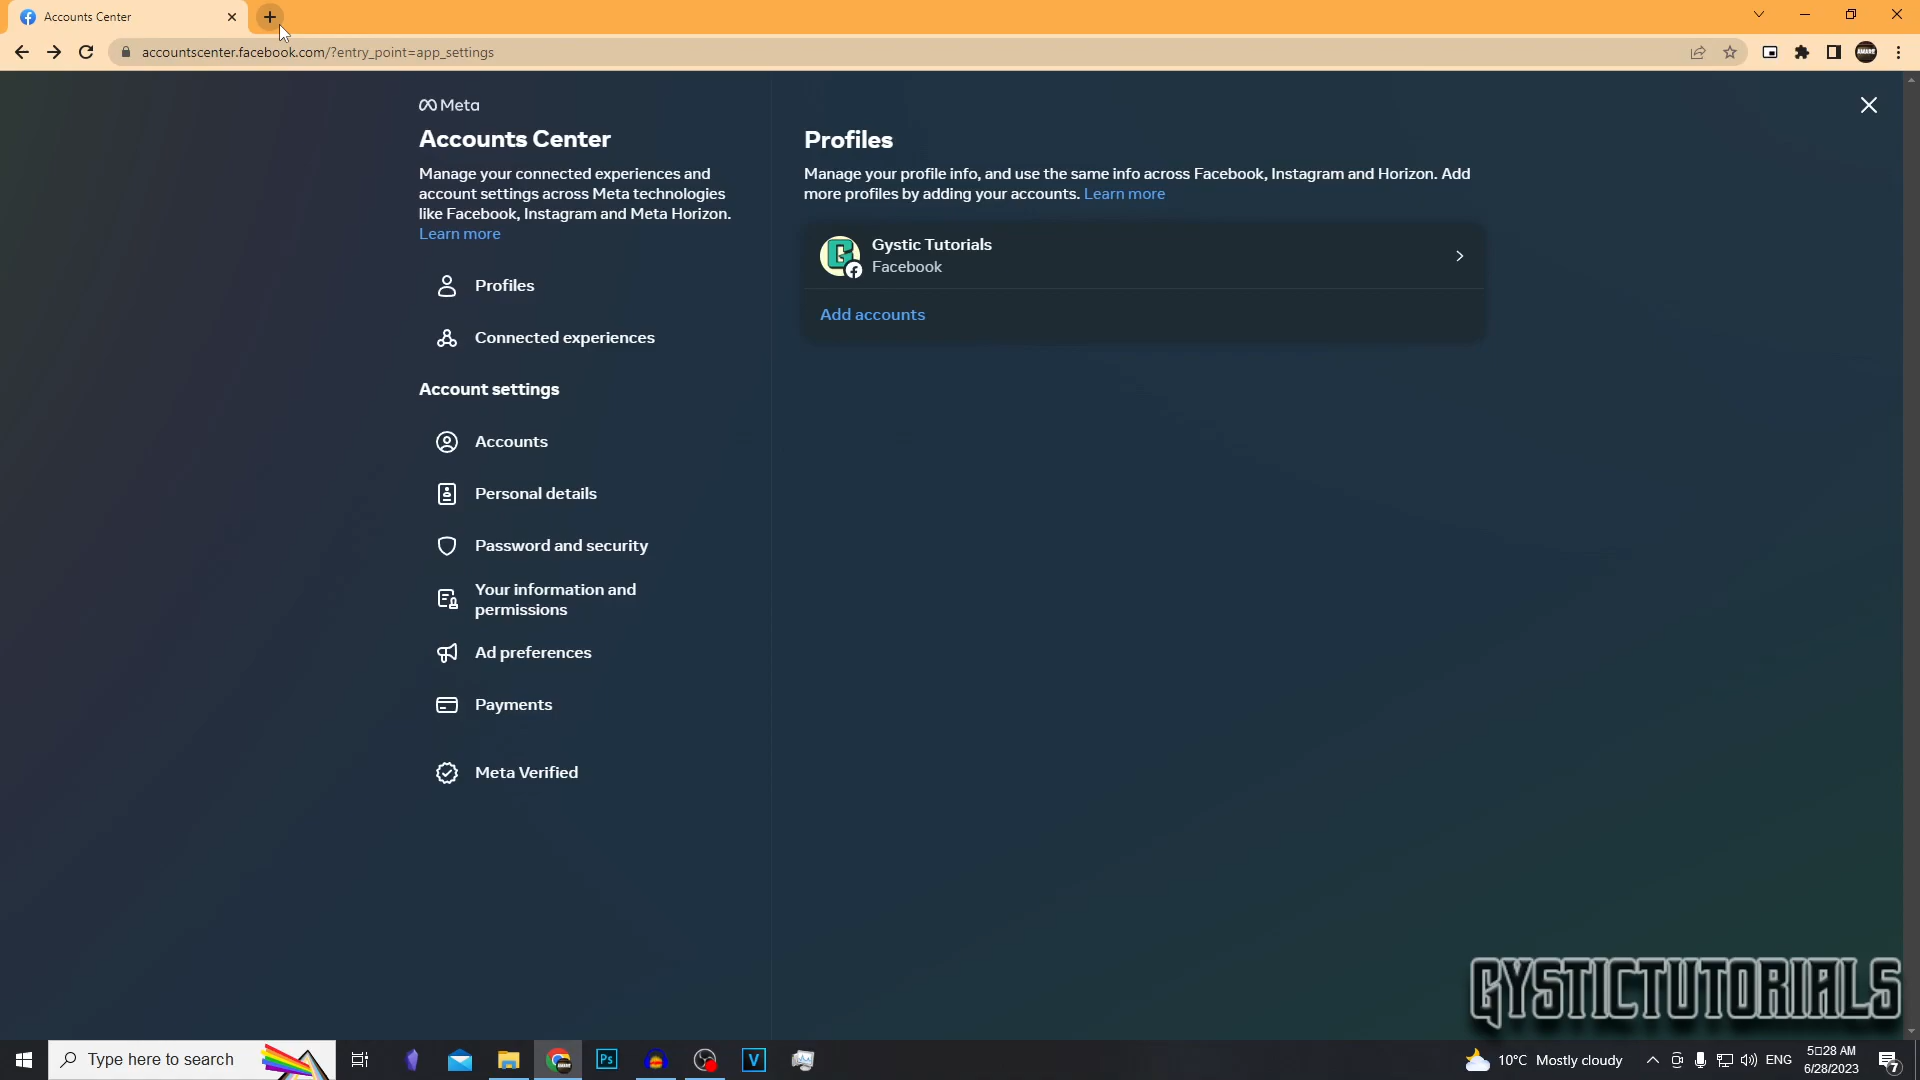 Accounts Center
accountscenter.facebook.com/?entry_point=app_settings
Meta
Accounts Center
Manage your connected experiences and
account settings across Meta technologies
like Facebook, Instagram and Meta Horizon.
Learn more
Profiles
Connected experiences
Account settings
Accounts
Personal details
Password and security
Your information and
permissions
Ad preferences
Payments
Meta Verified
Profiles
Manage your profile info, and use the same info across Facebook, Instagram and Horizon. Add
more profiles by adding your accounts. Learn more
Gystic Tutorials
Facebook
Add accounts
GYSTICTUTORIALS
Type here to search
Ps
V
10°C Mostly cloudy
ENG
5□28 AM
6/28/2023
7